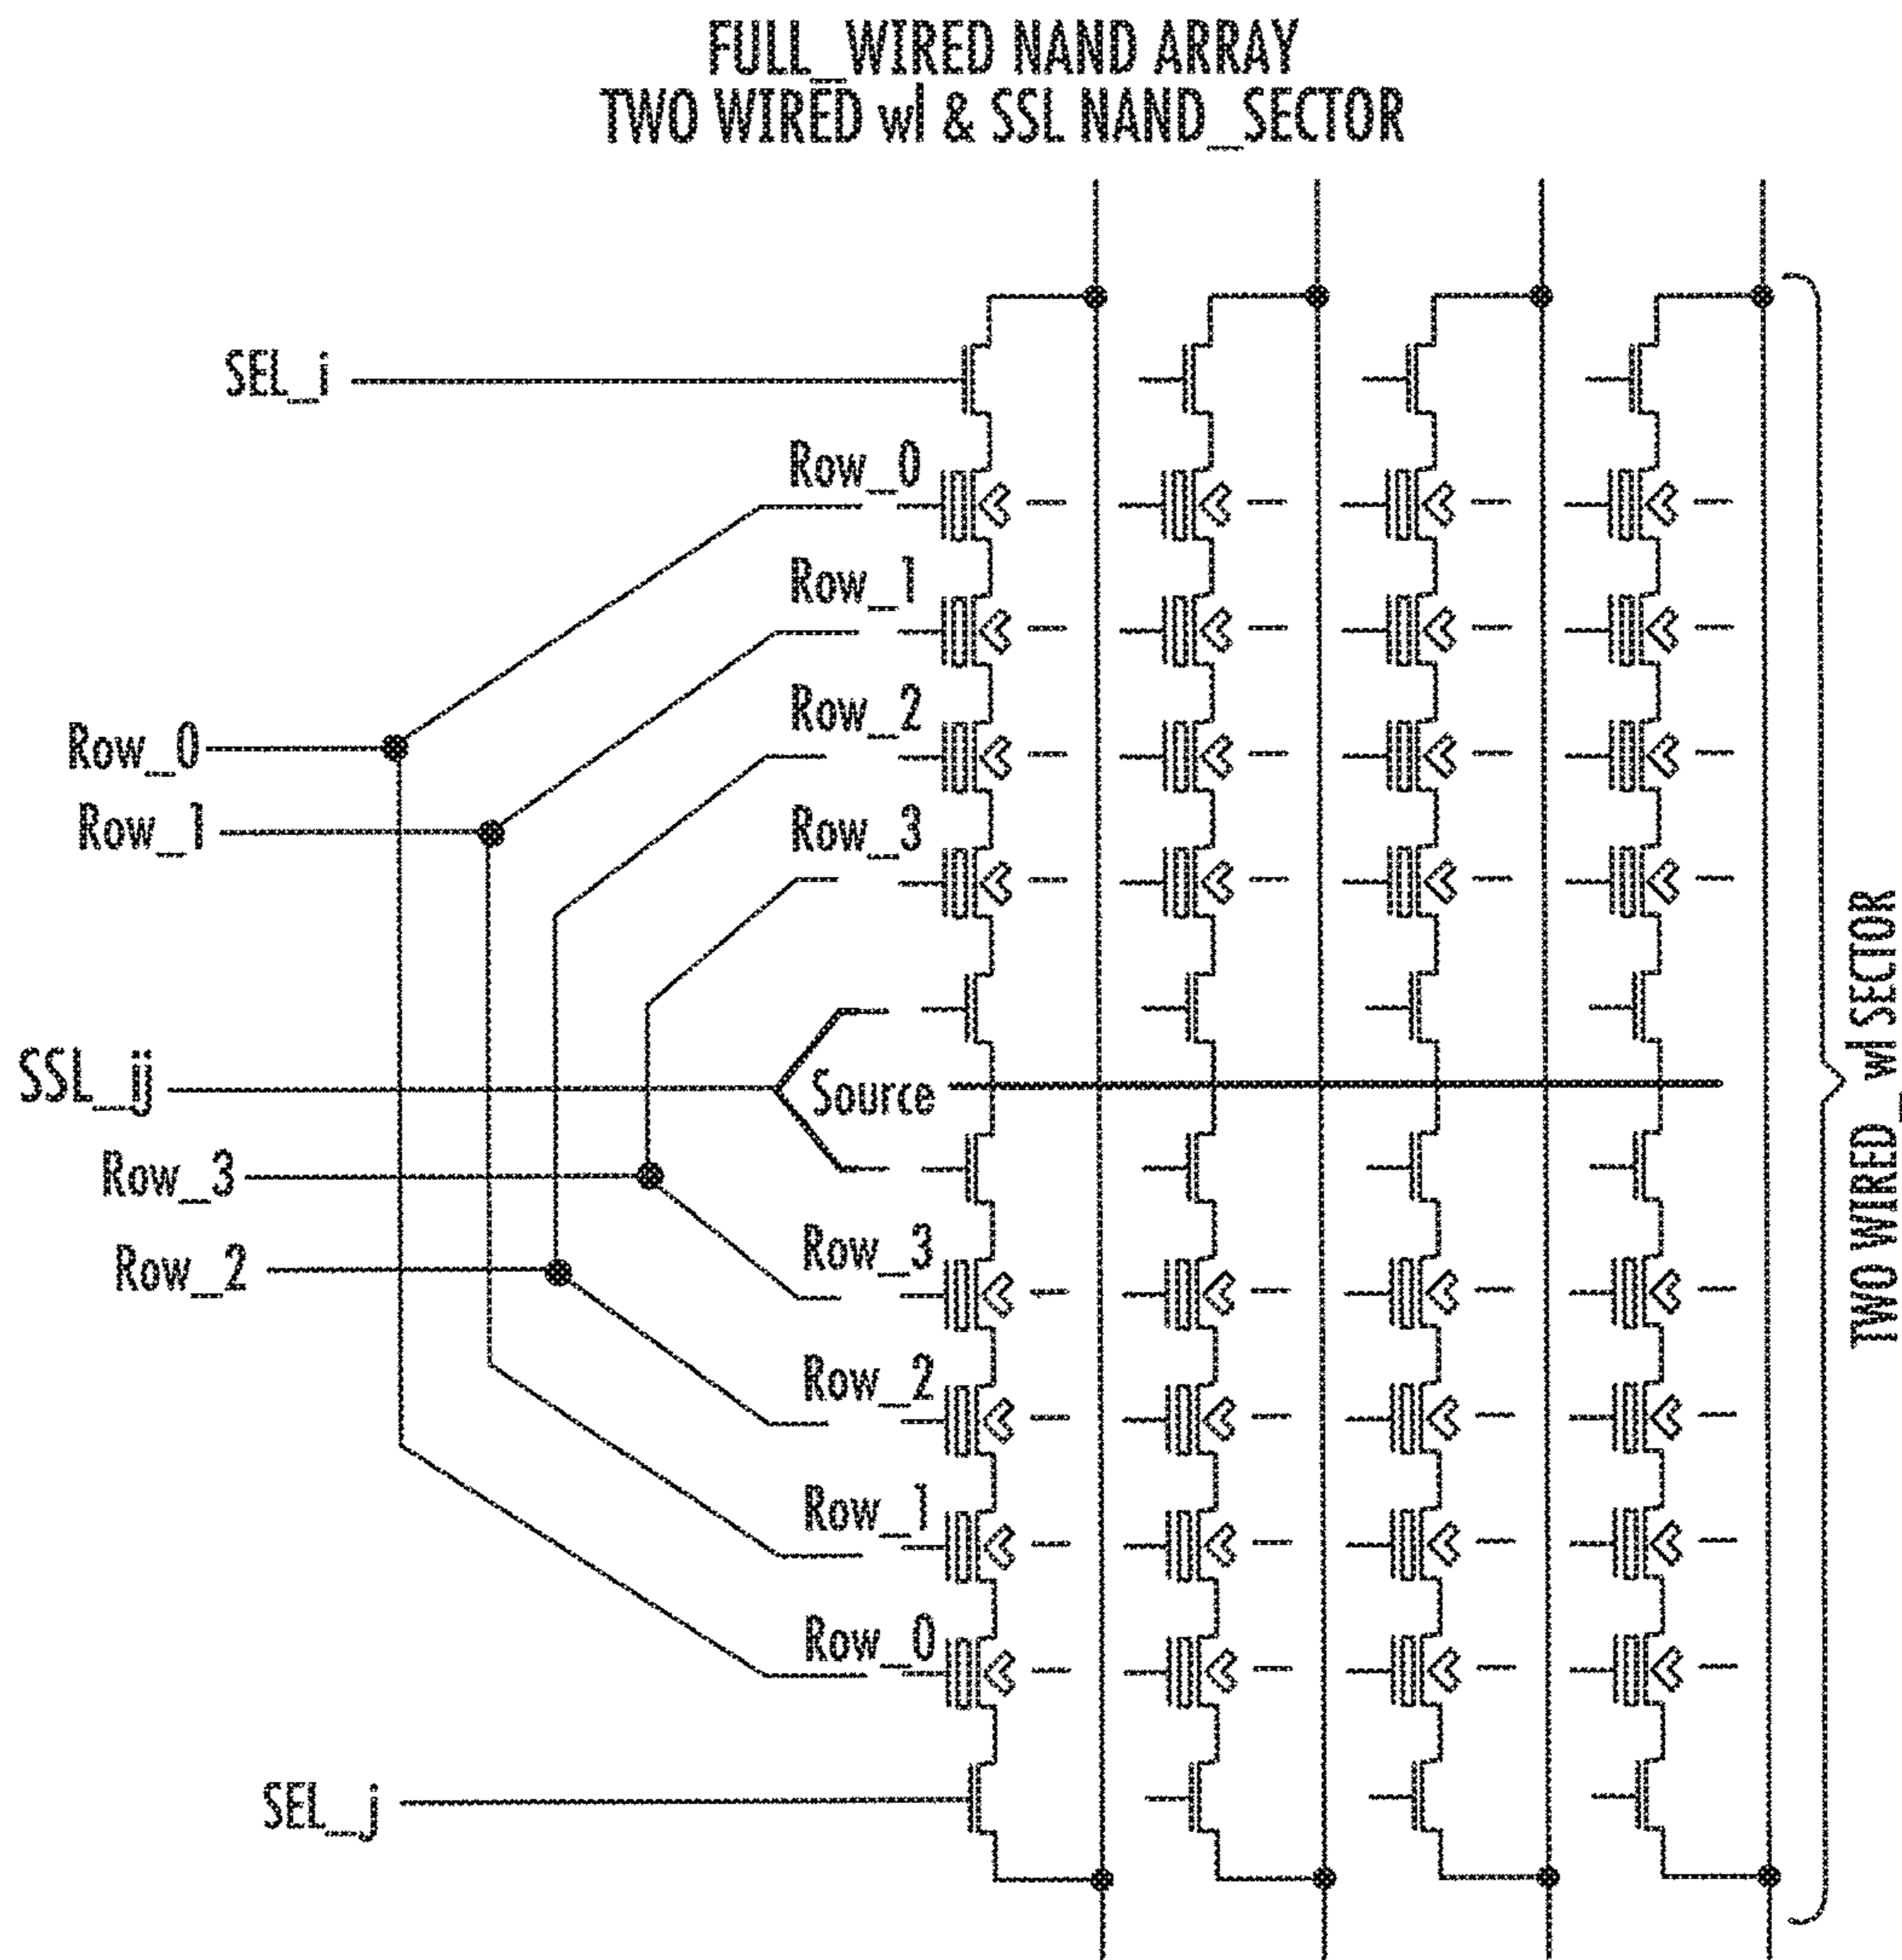 FULL_WIRED NAND ARRAY
TWO WIRED wl & SSL NAND_SECTOR
SEL_i
Row_0
Row_1
Row_2
Row_0
Row_1
Row_3
SSL_ij
Source
Row_3
Row_2
Row_3
Row_2
Row_1
Row_0
SEL_j
TWO WIRED_wl SECTOR